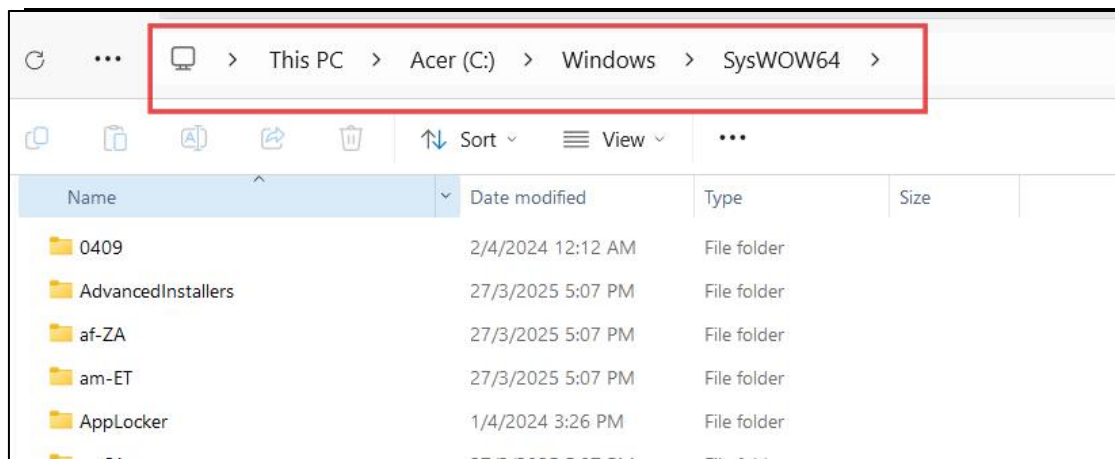 This PC > Acer (C:) > Windows > SysWOW64 >
Sort View
Name Date modified Type Size
0409 2/4/2024 12:12 AM File folder
AdvancedInstallers 27/3/2025 5:07 PM File folder
af-ZA 27/3/2025 5:07 PM File folder
am-ET 27/3/2025 5:07 PM File folder
AppLocker 1/4/2024 3:26 PM File folder